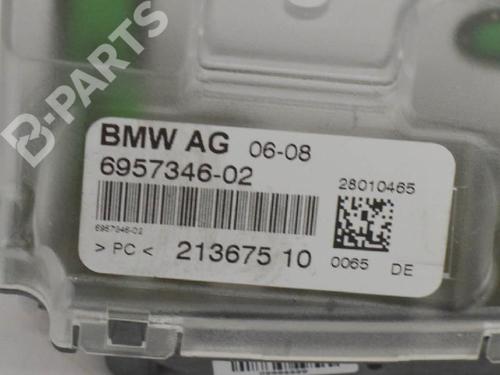 B-PARTS
BMW AG 06-08
6957346-02
28010465
6957346-02
> PC < 213675 10
0065 DE